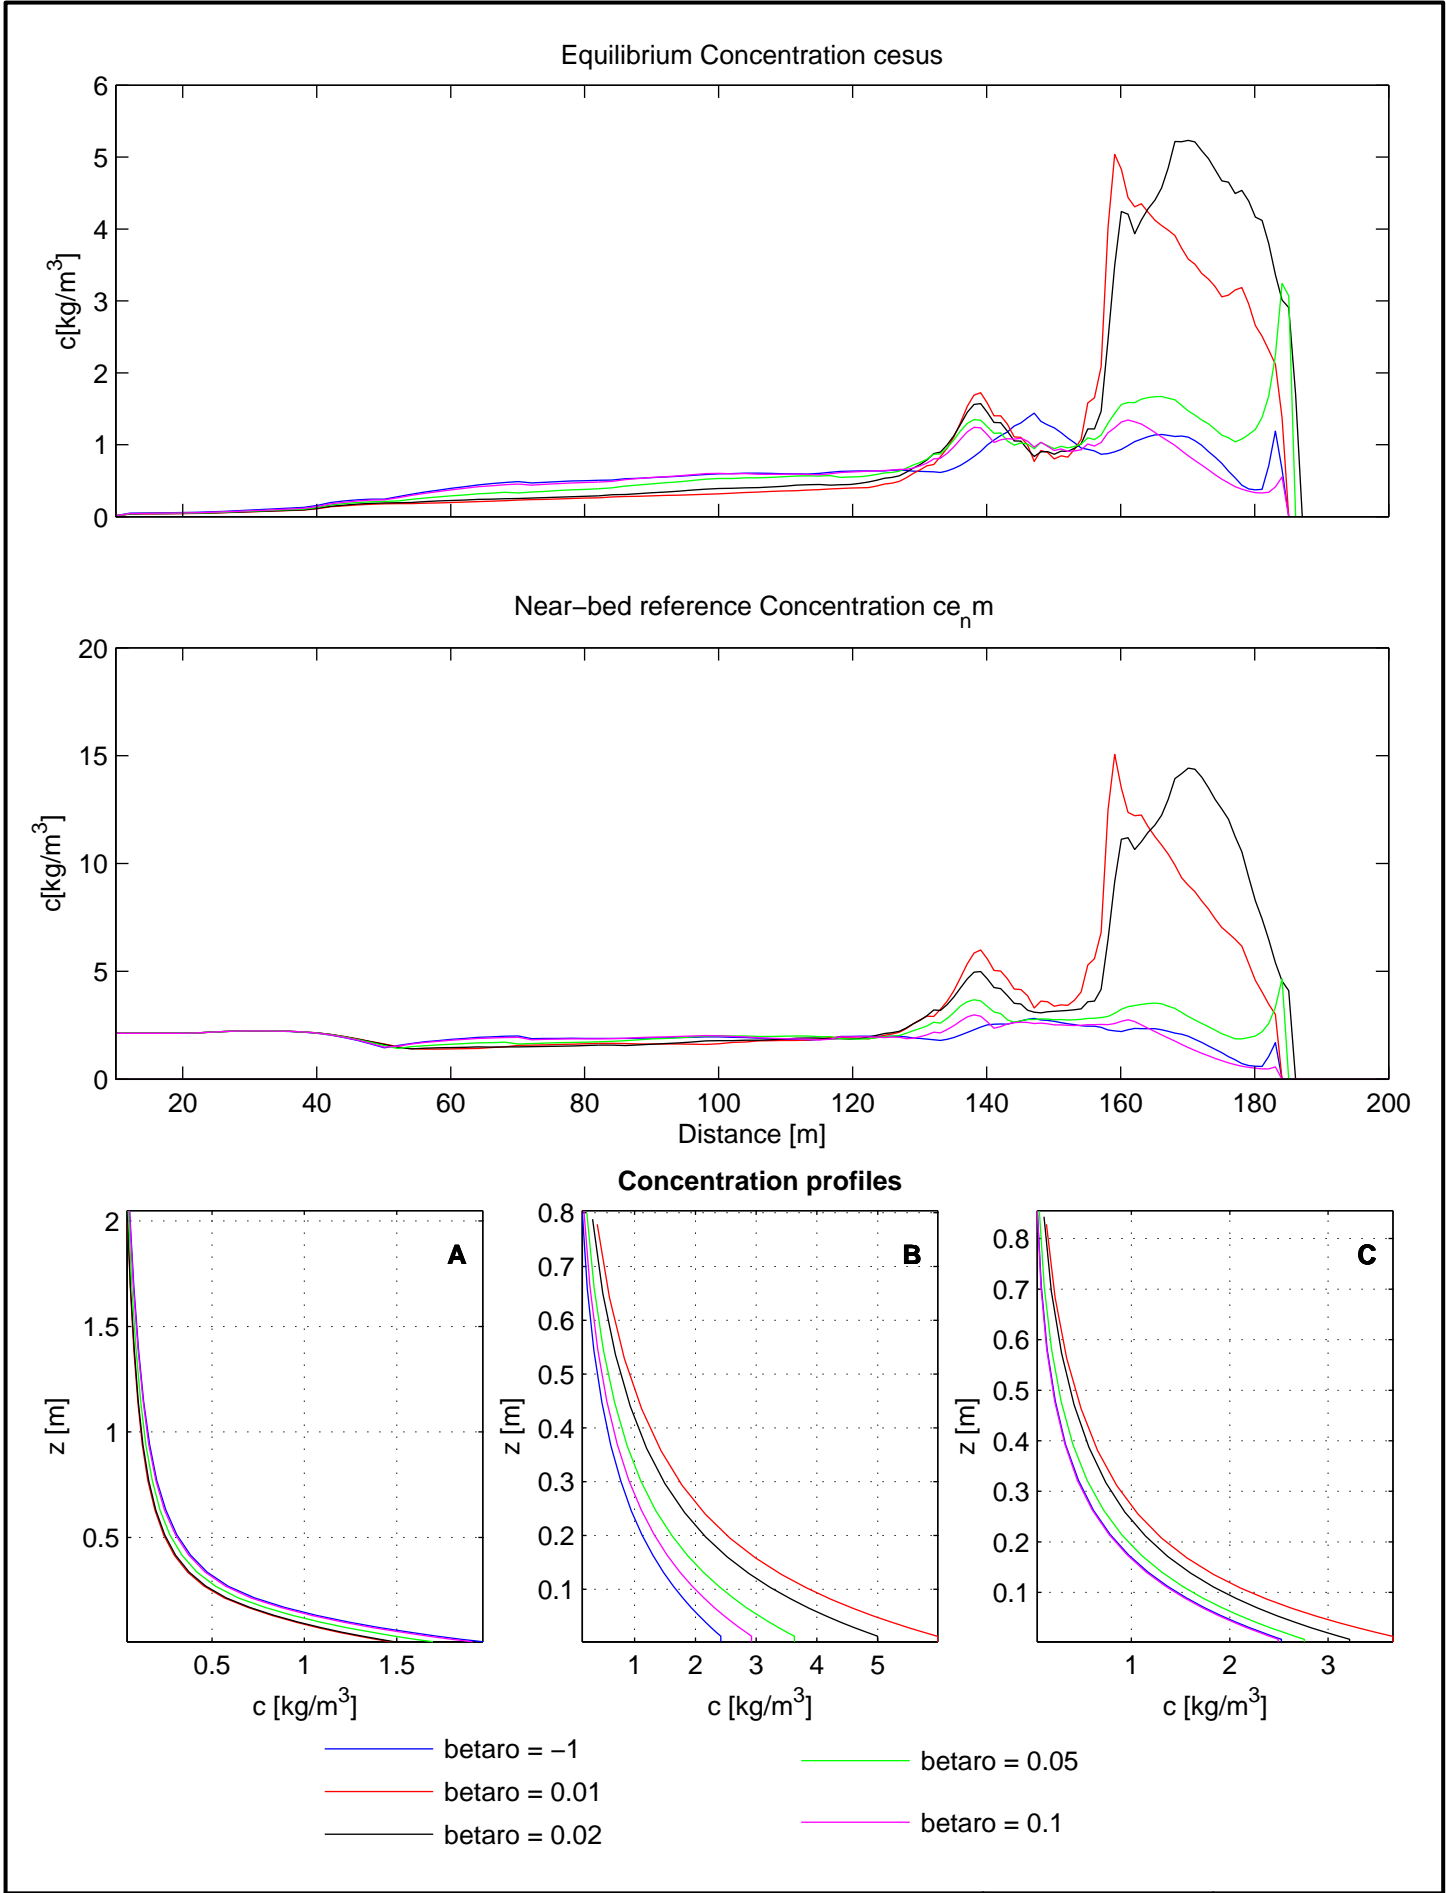 Equilibrium Concentration cesus
6
5
4
3
2
1
0
c[kg/m3]
Near−bed reference Concentration cenm
20
15
10
5
0
c[kg/m3]
20 40 60 80 100 120 140 160 180 200
Distance [m]
Concentration profiles
A
2
1.5
1
0.5
z [m]
0.5 1 1.5
c [kg/m3]
B
0.8
0.7
0.6
0.5
0.4
0.3
0.2
0.1
z [m]
1 2 3 4 5
c [kg/m3]
C
0.8
0.7
0.6
0.5
0.4
0.3
0.2
0.1
z [m]
1 2 3
c [kg/m3]
betaro = −1
betaro = 0.01
betaro = 0.02
betaro = 0.05
betaro = 0.1